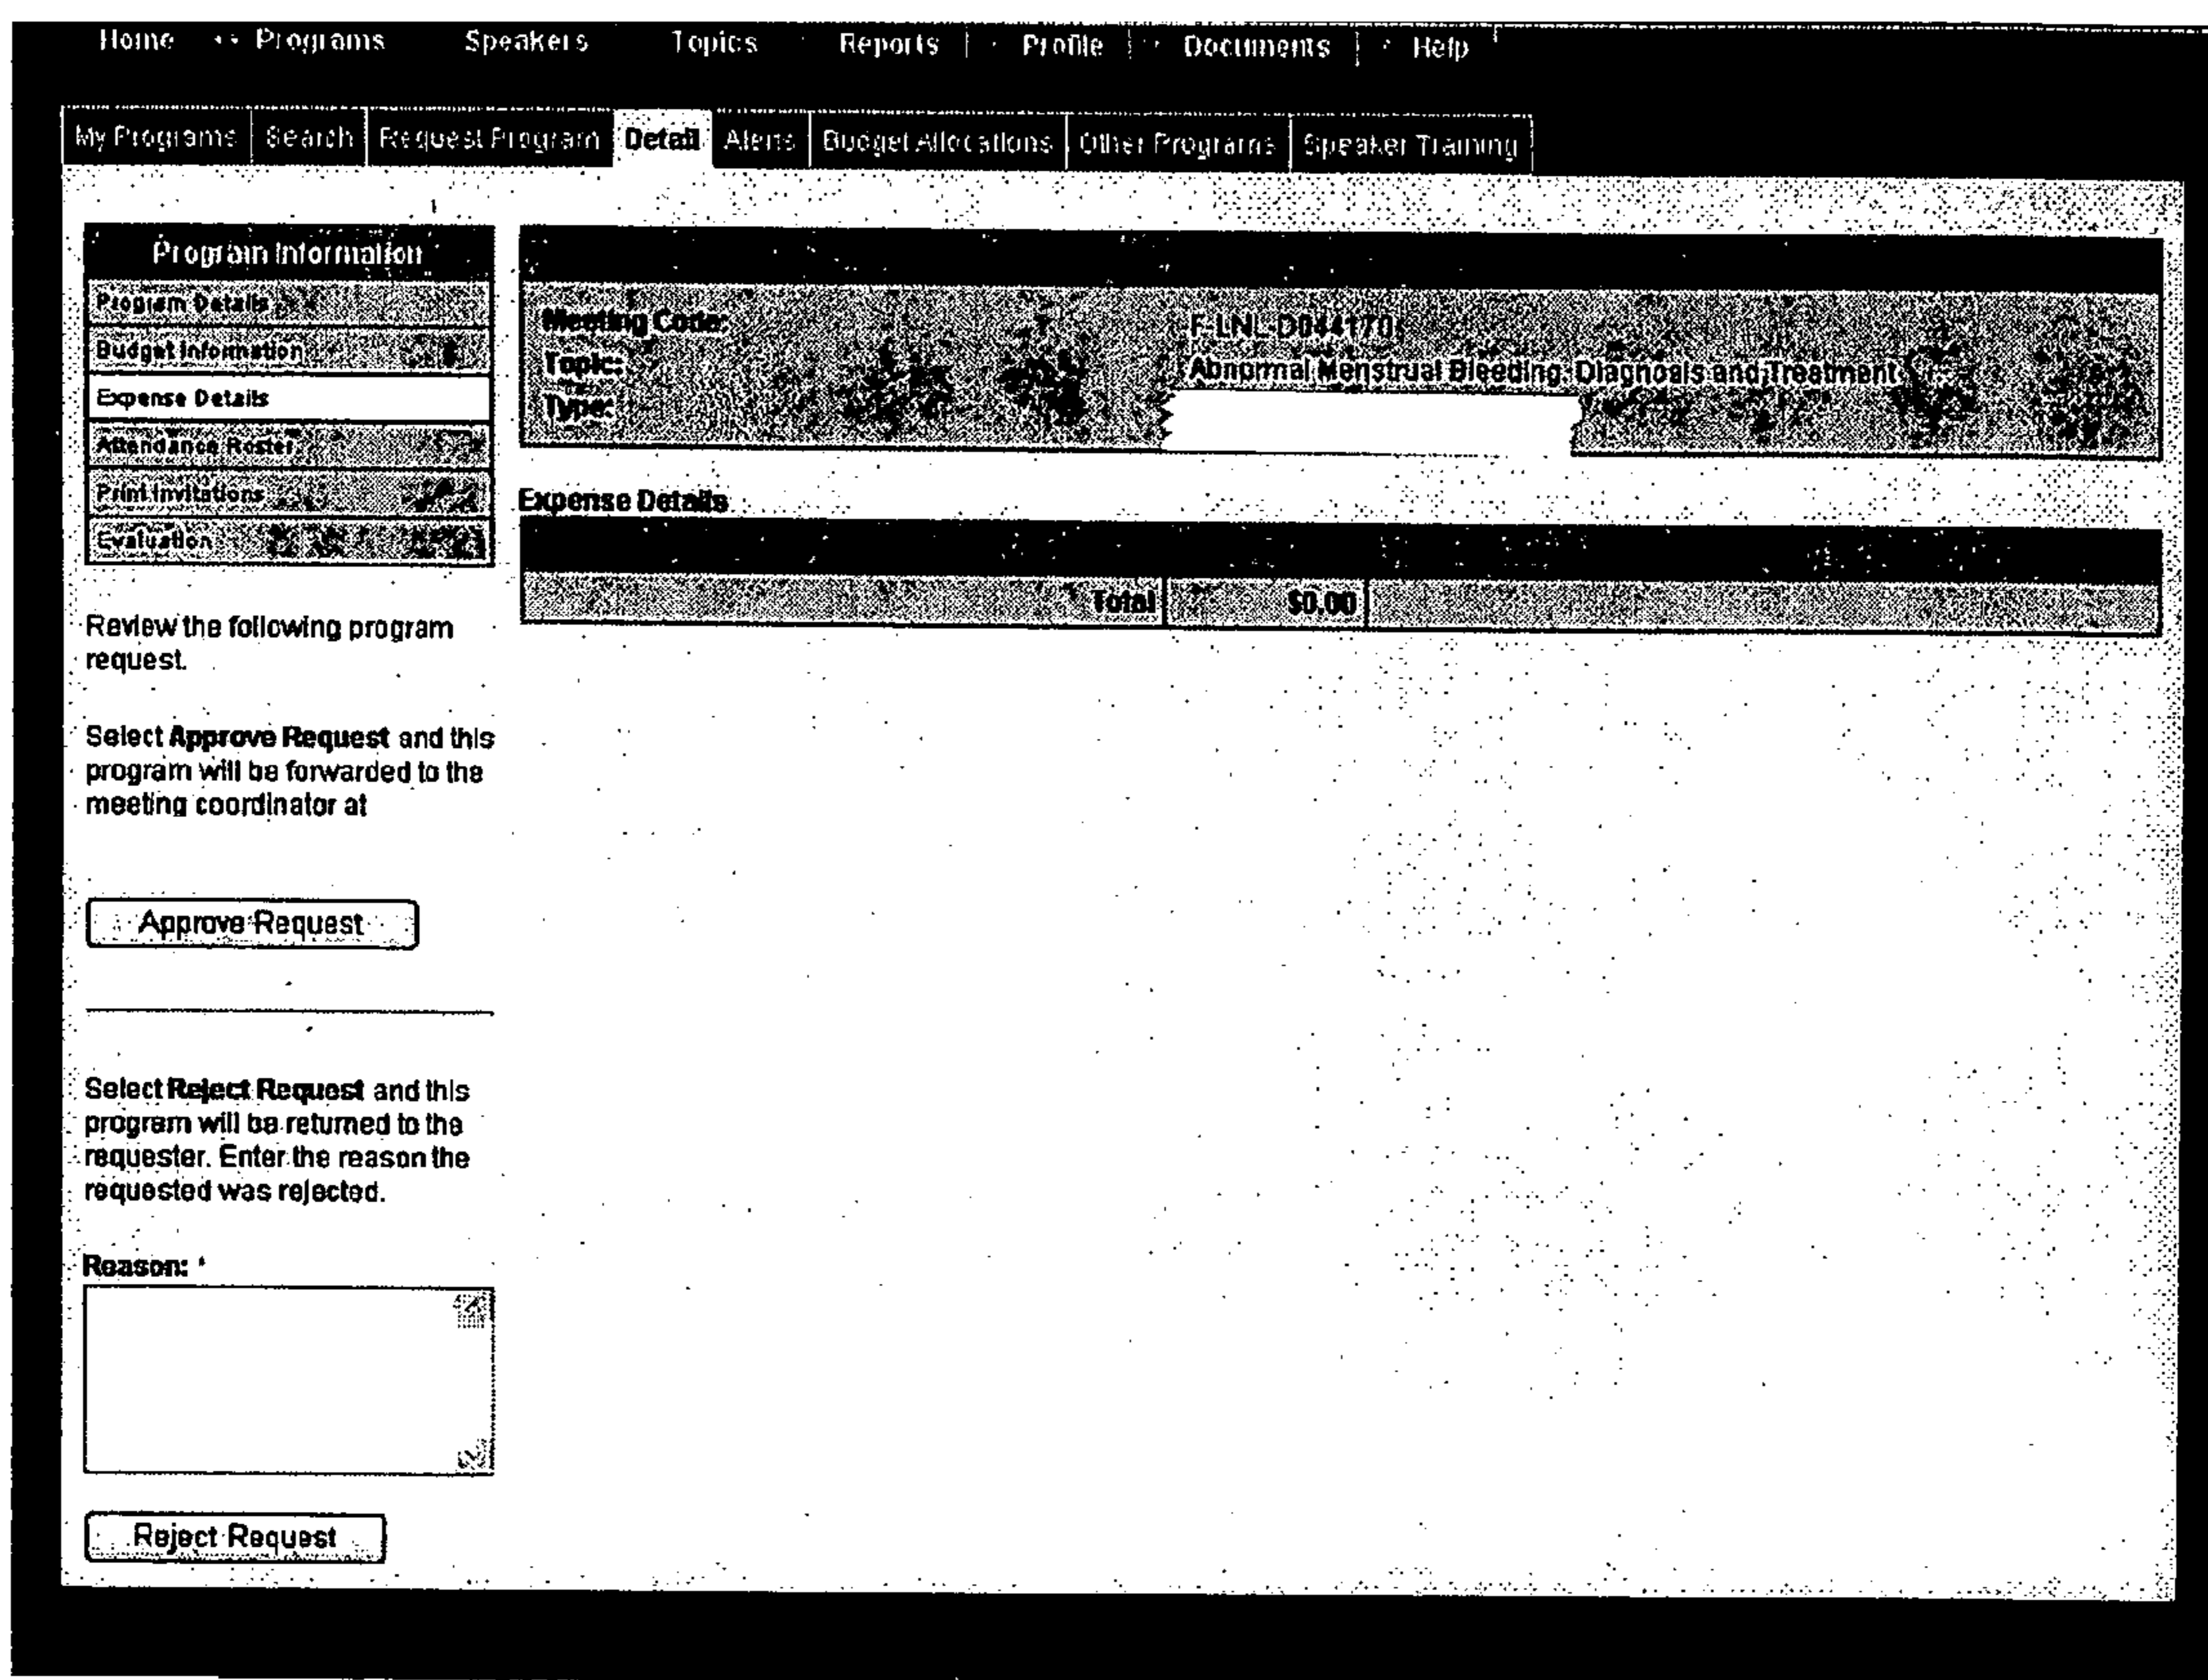 Home Programs Speakers Topics Reports Profile Documents Help
My Programs Search Request Program Detail Alerts Budget Allocations Other Programs Speaker Training
Program Information
Program Details
Budget Information
Expense Details
Attendance Roster
Print Invitations
Evaluation
Review the following program
request.
Select Approve Request and this
program will be forwarded to the
meeting coordinator at
Approve Request
Select Reject Request and this
program will be returned to the
requester. Enter the reason the
requested was rejected.
Reason: *
Reject Request
Meeting Code: F-LNL-D044170
Topic: Abnormal Menstrual Bleeding: Diagnosis and Treatment
Type:
Expense Details
Total $0.00